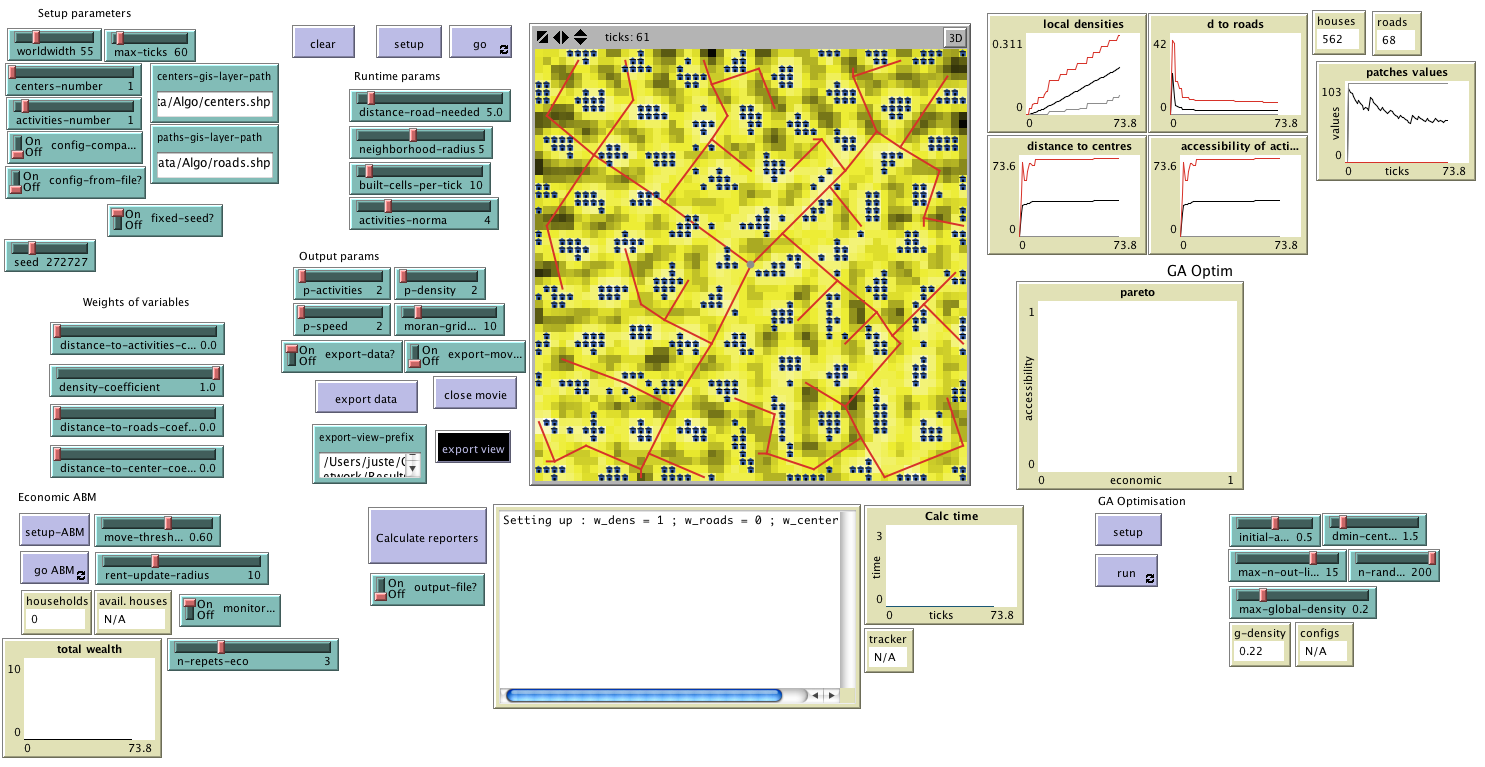 Setup parameters
worldwidth 55
max-ticks 60
centers-number 1
activities-number 1
On
Off
config-compa...
On
Off
config-from-file?
centers-gis-layer-path
ta/Algo/centers.shp
paths-gis-layer-path
ata/Algo/roads.shp
On
Off
fixed-seed?
seed 272727
Weights of variables
distance-to-activities-c... 0.0
density-coefficient 1.0
distance-to-roads-coef... 0.0
distance-to-center-coe... 0.0
clear
setup
go
Runtime params
distance-road-needed 5.0
neighborhood-radius 5
built-cells-per-tick 10
activities-norma 4
Output params
p-activities 2
p-density 2
p-speed 2
moran-grid... 10
On
Off
export-data?
On
Off
export-mov...
export data
close movie
export-view-prefix
/Users/juste/
etwork/Result
export view
ticks: 61
3D
local densities
0.311
0
0
73.8
d to roads
42
0
0
73.8
houses
562
roads
68
distance to centres
73.6
0
0
73.8
accessibility of acti...
73.6
0
0
73.8
patches values
103
values
0
0
ticks
73.8
GA Optim
pareto
1
accessibility
0
0
economic
1
Economic ABM
setup-ABM
move-thresh... 0.60
go ABM
rent-update-radius 10
households
0
avail. houses
N/A
On
Off
monitor...
total wealth
10
0
0
73.8
n-repets-eco 3
Calculate reporters
On
Off
output-file?
Setting up : w_dens = 1 ; w_roads = 0 ; w_center
Calc time
3
time
0
0
ticks
73.8
tracker
N/A
GA Optimisation
setup
run
initial-a... 0.5
dmin-cent... 1.5
max-n-out-li... 15
n-rand... 200
max-global-density 0.2
g-density
0.22
configs
N/A